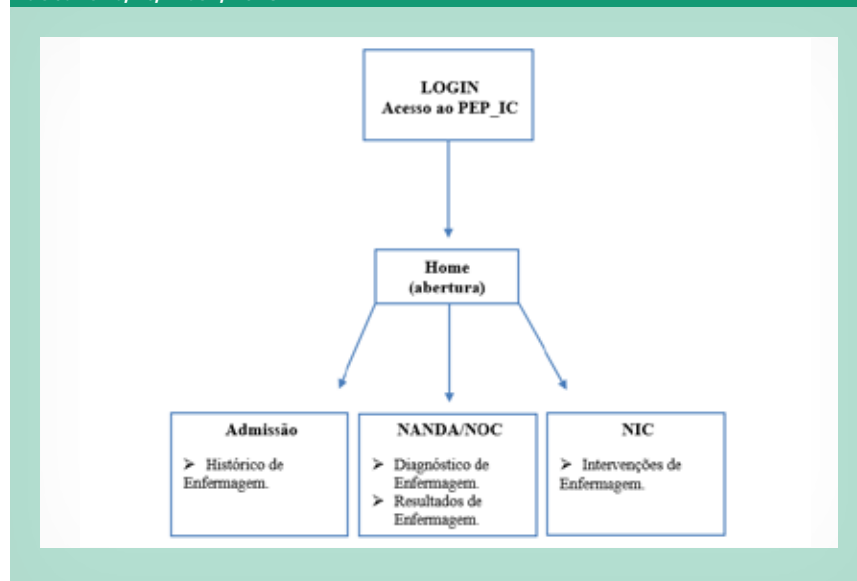 LOGIN
Acesso ao PEP_IC
Home
(abertura)
Admissão
➢ Histórico de
Enfermagem.
NANDA/NOC
➢ Diagnóstico de
Enfermagem.
➢ Resultados de
Enfermagem.
NIC
➢ Intervenções de
Enfermagem.